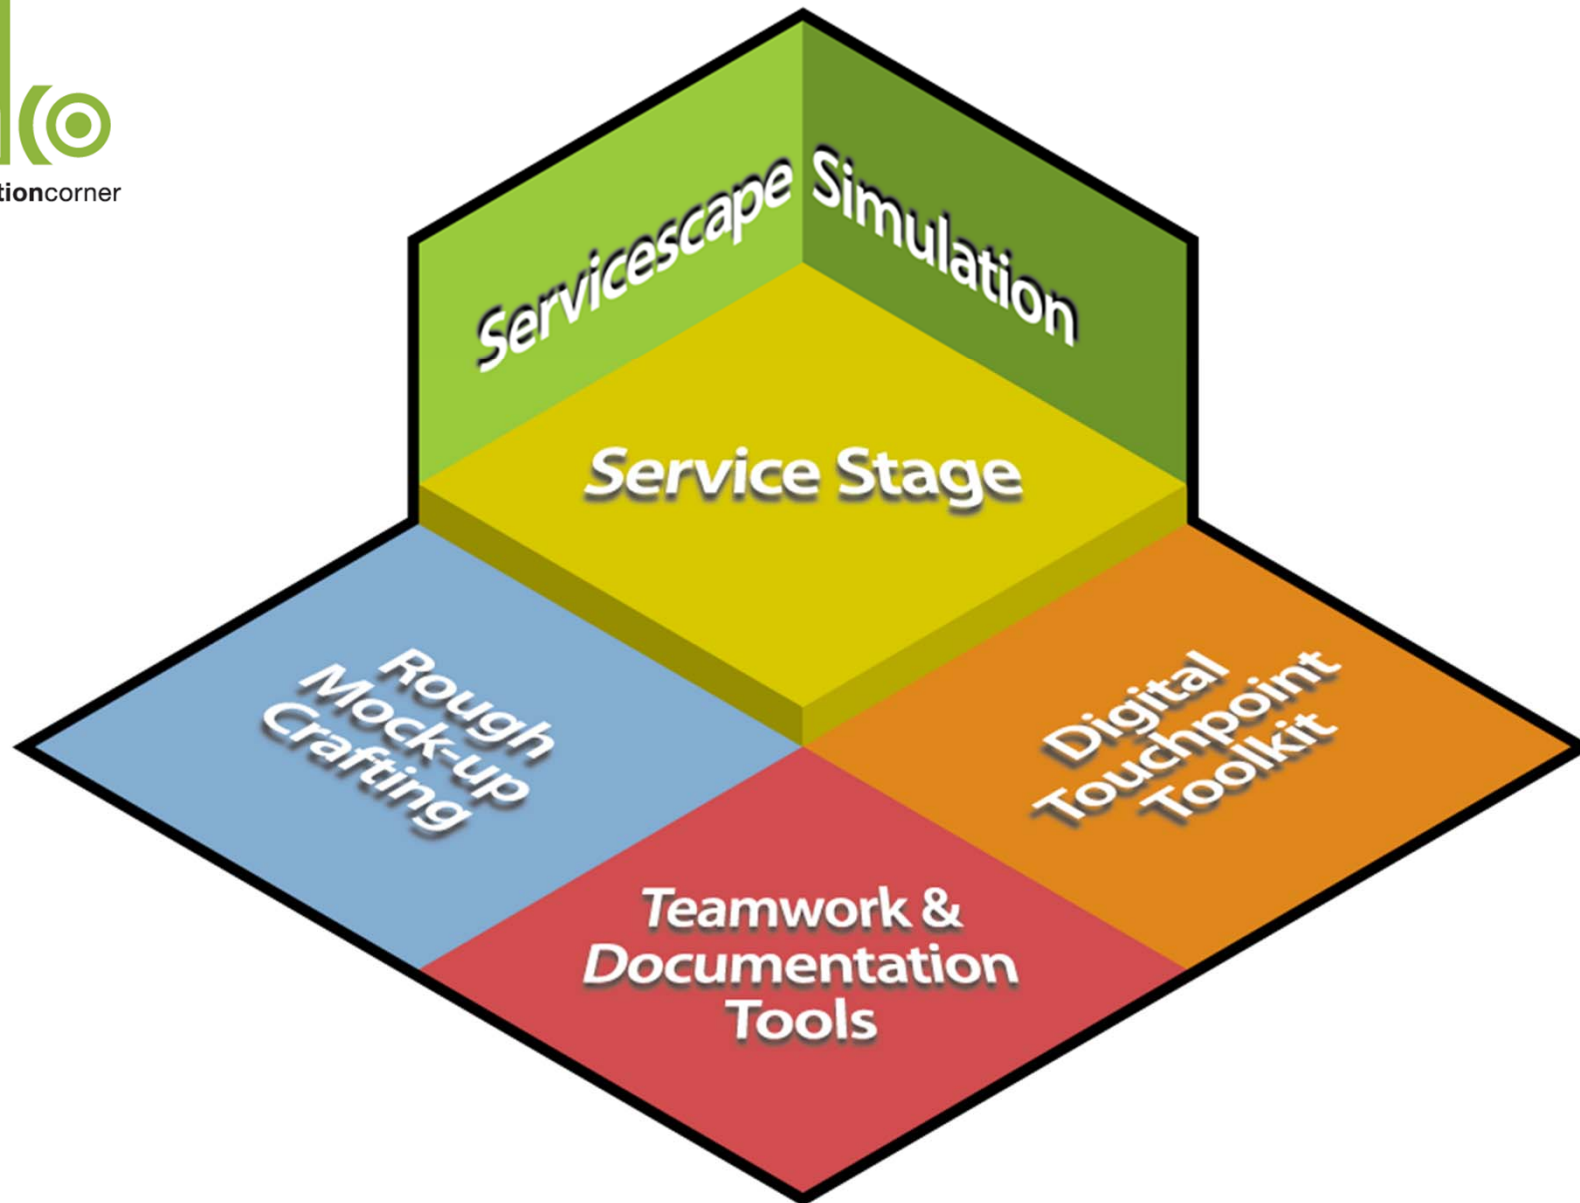 tioncorner
Servicescape
Simulation
Service Stage
Rough
Mock-up
Crafting
Digital
Touchpoint
Toolkit
Teamwork &
Documentation
Tools